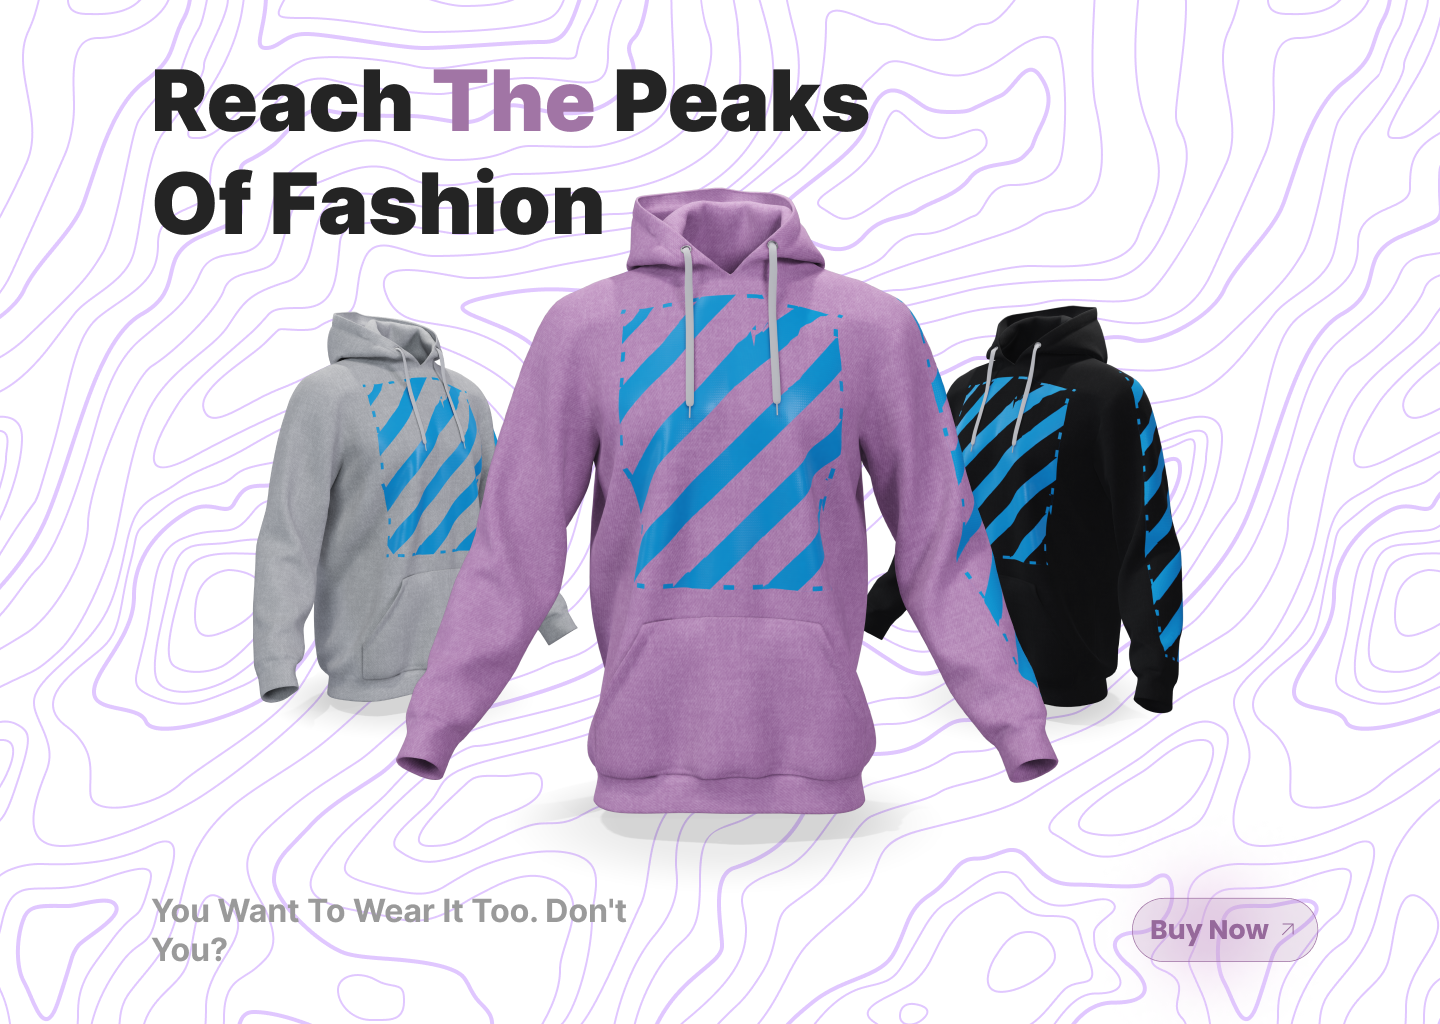 Reach The Peaks
Of Fashion
You Want To Wear It Too. Don't
You?
Buy Now